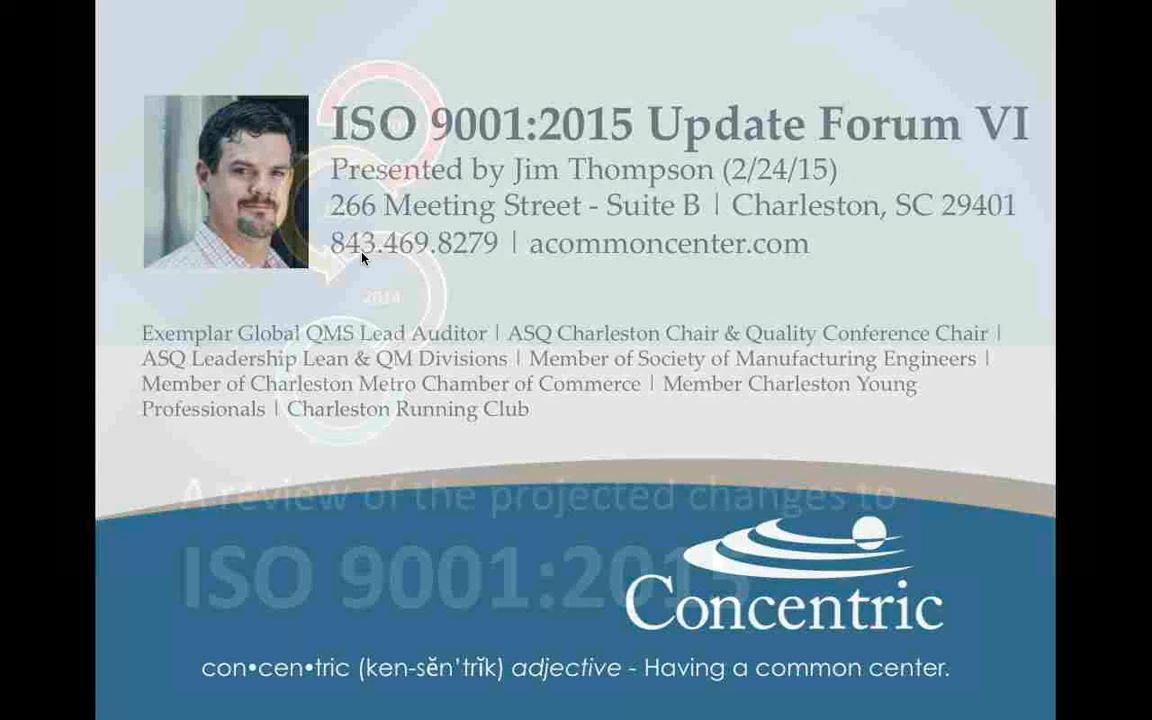 ISO 9001:2015 Update Forum VI
Presented by Jim Thompson (2/24/15)
266 Meeting Street - Suite B | Charleston, SC 29401
843.469.8279 | acommoncenter.com
2014
Exemplar Global QMS Lead Auditor | ASQ Charleston Chair & Quality Conference Chair |
ASQ Leadership Lean & QM Divisions | Member of Society of Manufacturing Engineers |
Member of Charleston Metro Chamber of Commerce | Member Charleston Young
Professionals | Charleston Running Club
A review of the projected changes to
ISO 9001:2015
Concentric
con•cen•tric (ken-sĕn'trĭk) adjective - Having a common center.